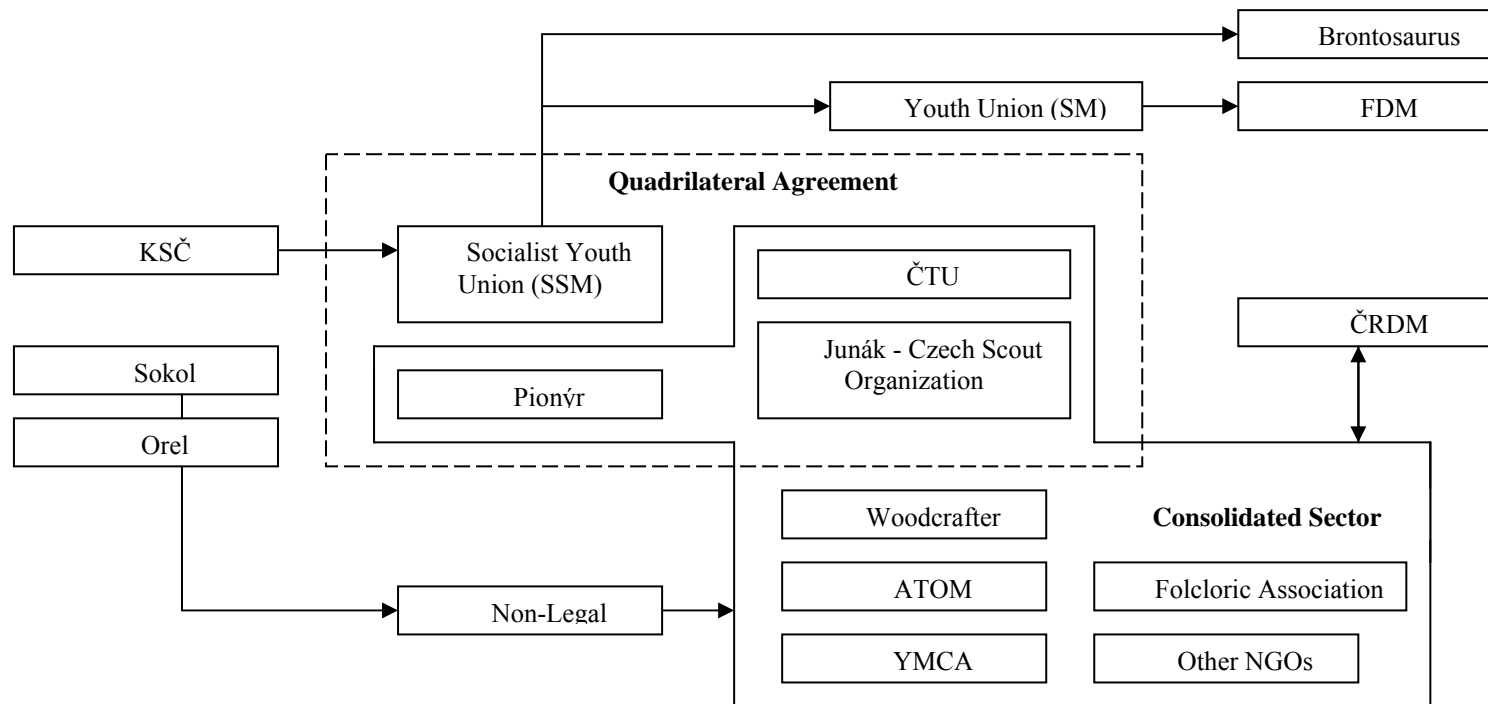 Brontosaurus
Youth Union (SM)
FDM
Quadrilateral Agreement
KSČ
Socialist Youth
Union (SSM)
ČTU
ČRDM
Junák - Czech Scout
Organization
Sokol
Pionýr
Orel
Woodcrafter
Consolidated Sector
ATOM
Folcloric Association
Non-Legal
YMCA
Other NGOs